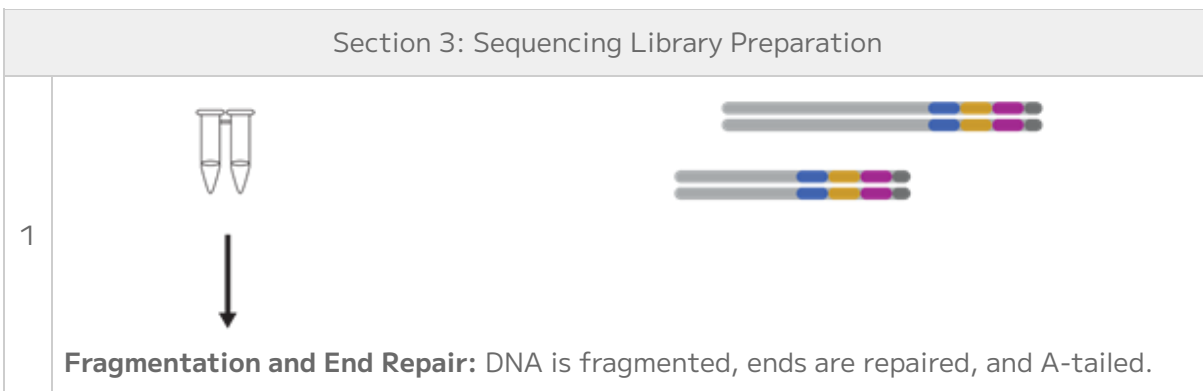 Section 3: Sequencing Library Preparation
1
Fragmentation and End Repair: DNA is fragmented, ends are repaired, and A-tailed.